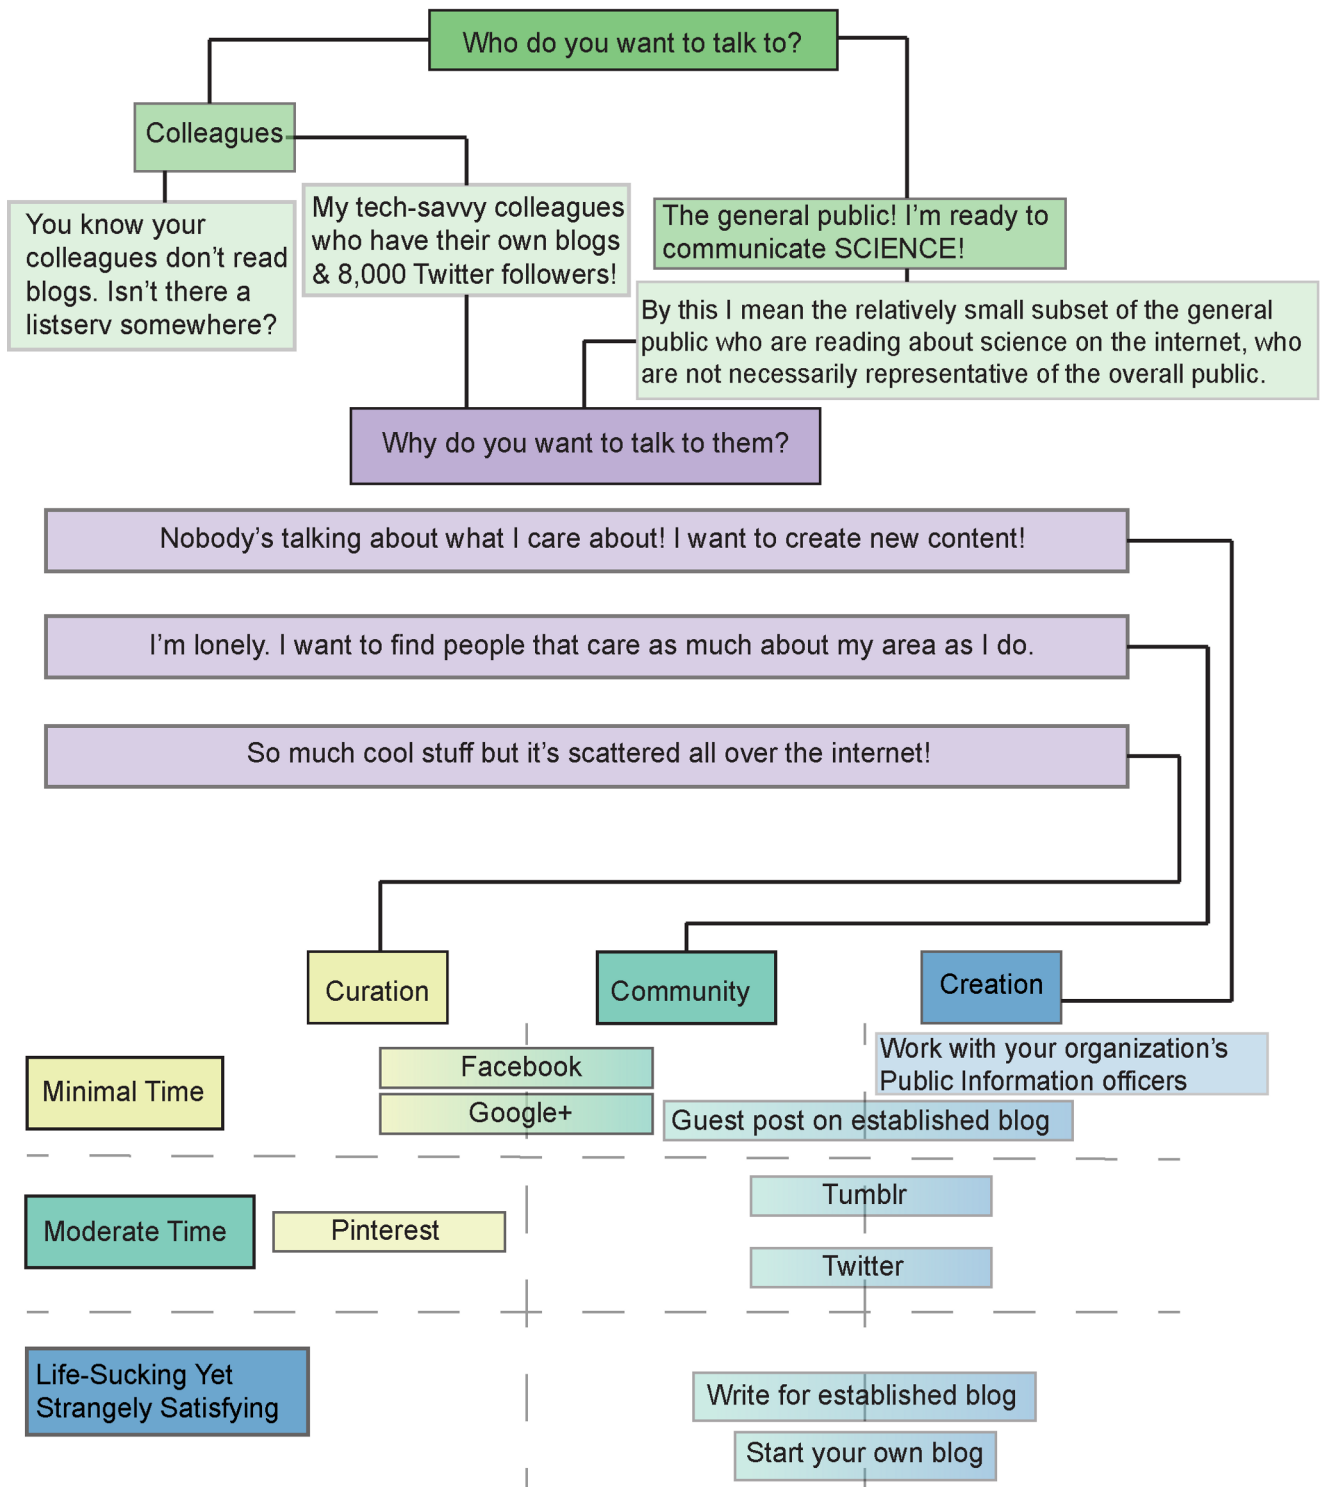 Who do you want to talk to?
Colleagues
You know your
colleagues don't read
blogs. Isn't there a
listserv somewhere?
My tech-savvy colleagues
who have their own blogs
& 8,000 Twitter followers!
The general public! I'm ready to
communicate SCIENCE!
By this I mean the relatively small subset of the general
public who are reading about science on the internet, who
are not necessarily representative of the overall public.
Why do you want to talk to them?
Nobody's talking about what I care about! I want to create new content!
I'm lonely. I want to find people that care as much about my area as I do.
So much cool stuff but it's scattered all over the internet!
Curation
Community
Creation
Minimal Time
Facebook
Google+
Work with your organization's
Public Information officers
Guest post on established blog
Moderate Time
Pinterest
Tumblr
Twitter
Life-Sucking Yet
Strangely Satisfying
Write for established blog
Start your own blog